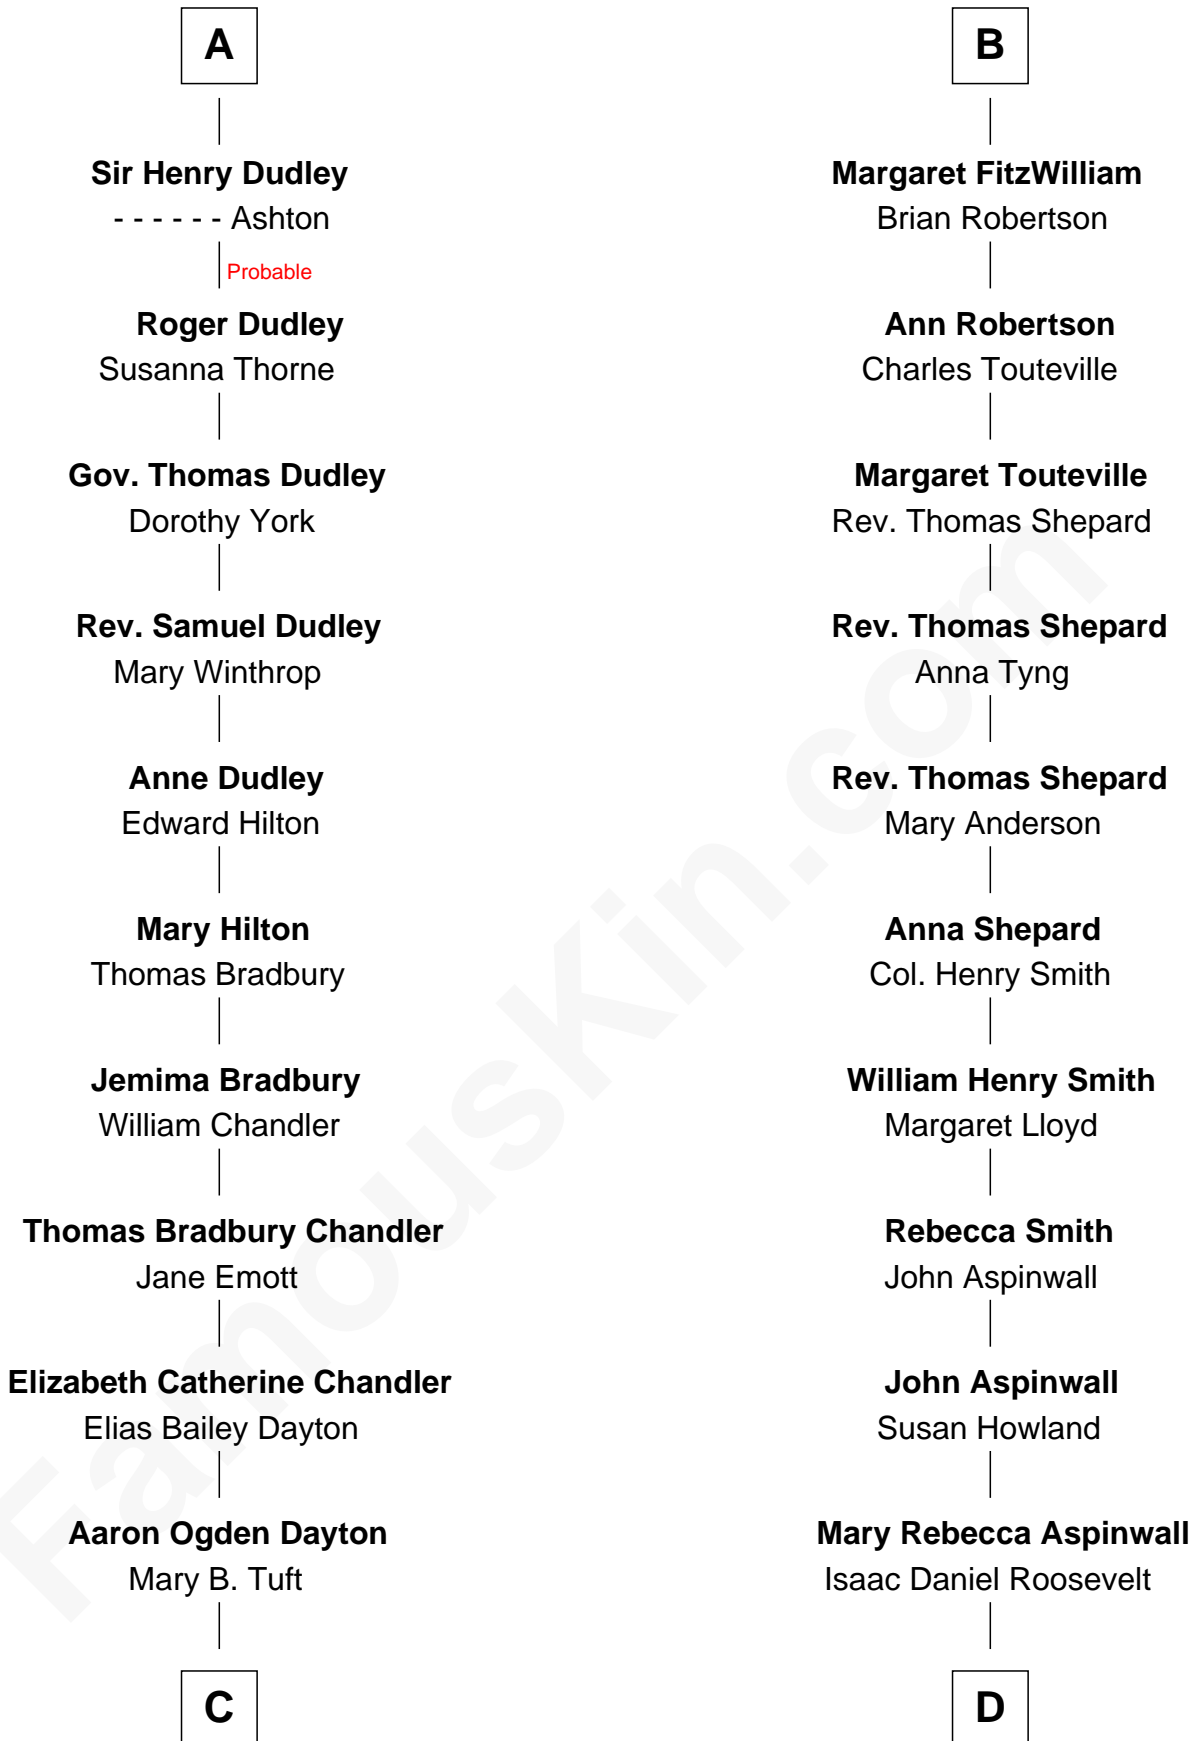 A
Sir Henry Dudley
- - - - - - Ashton
Probable
Roger Dudley
Susanna Thorne
Gov. Thomas Dudley
Dorothy York
Rev. Samuel Dudley
Mary Winthrop
Anne Dudley
Edward Hilton
Mary Hilton
Thomas Bradbury
Jemima Bradbury
William Chandler
Thomas Bradbury Chandler
Jane Emott
Elizabeth Catherine Chandler
Elias Bailey Dayton
Aaron Ogden Dayton
Mary B. Tuft
C
B
Margaret FitzWilliam
Brian Robertson
Ann Robertson
Charles Touteville
Margaret Touteville
Rev. Thomas Shepard
Rev. Thomas Shepard
Anna Tyng
Rev. Thomas Shepard
Mary Anderson
Anna Shepard
Col. Henry Smith
William Henry Smith
Margaret Lloyd
Rebecca Smith
John Aspinwall
John Aspinwall
Susan Howland
Mary Rebecca Aspinwall
Isaac Daniel Roosevelt
D
FamousKin.com